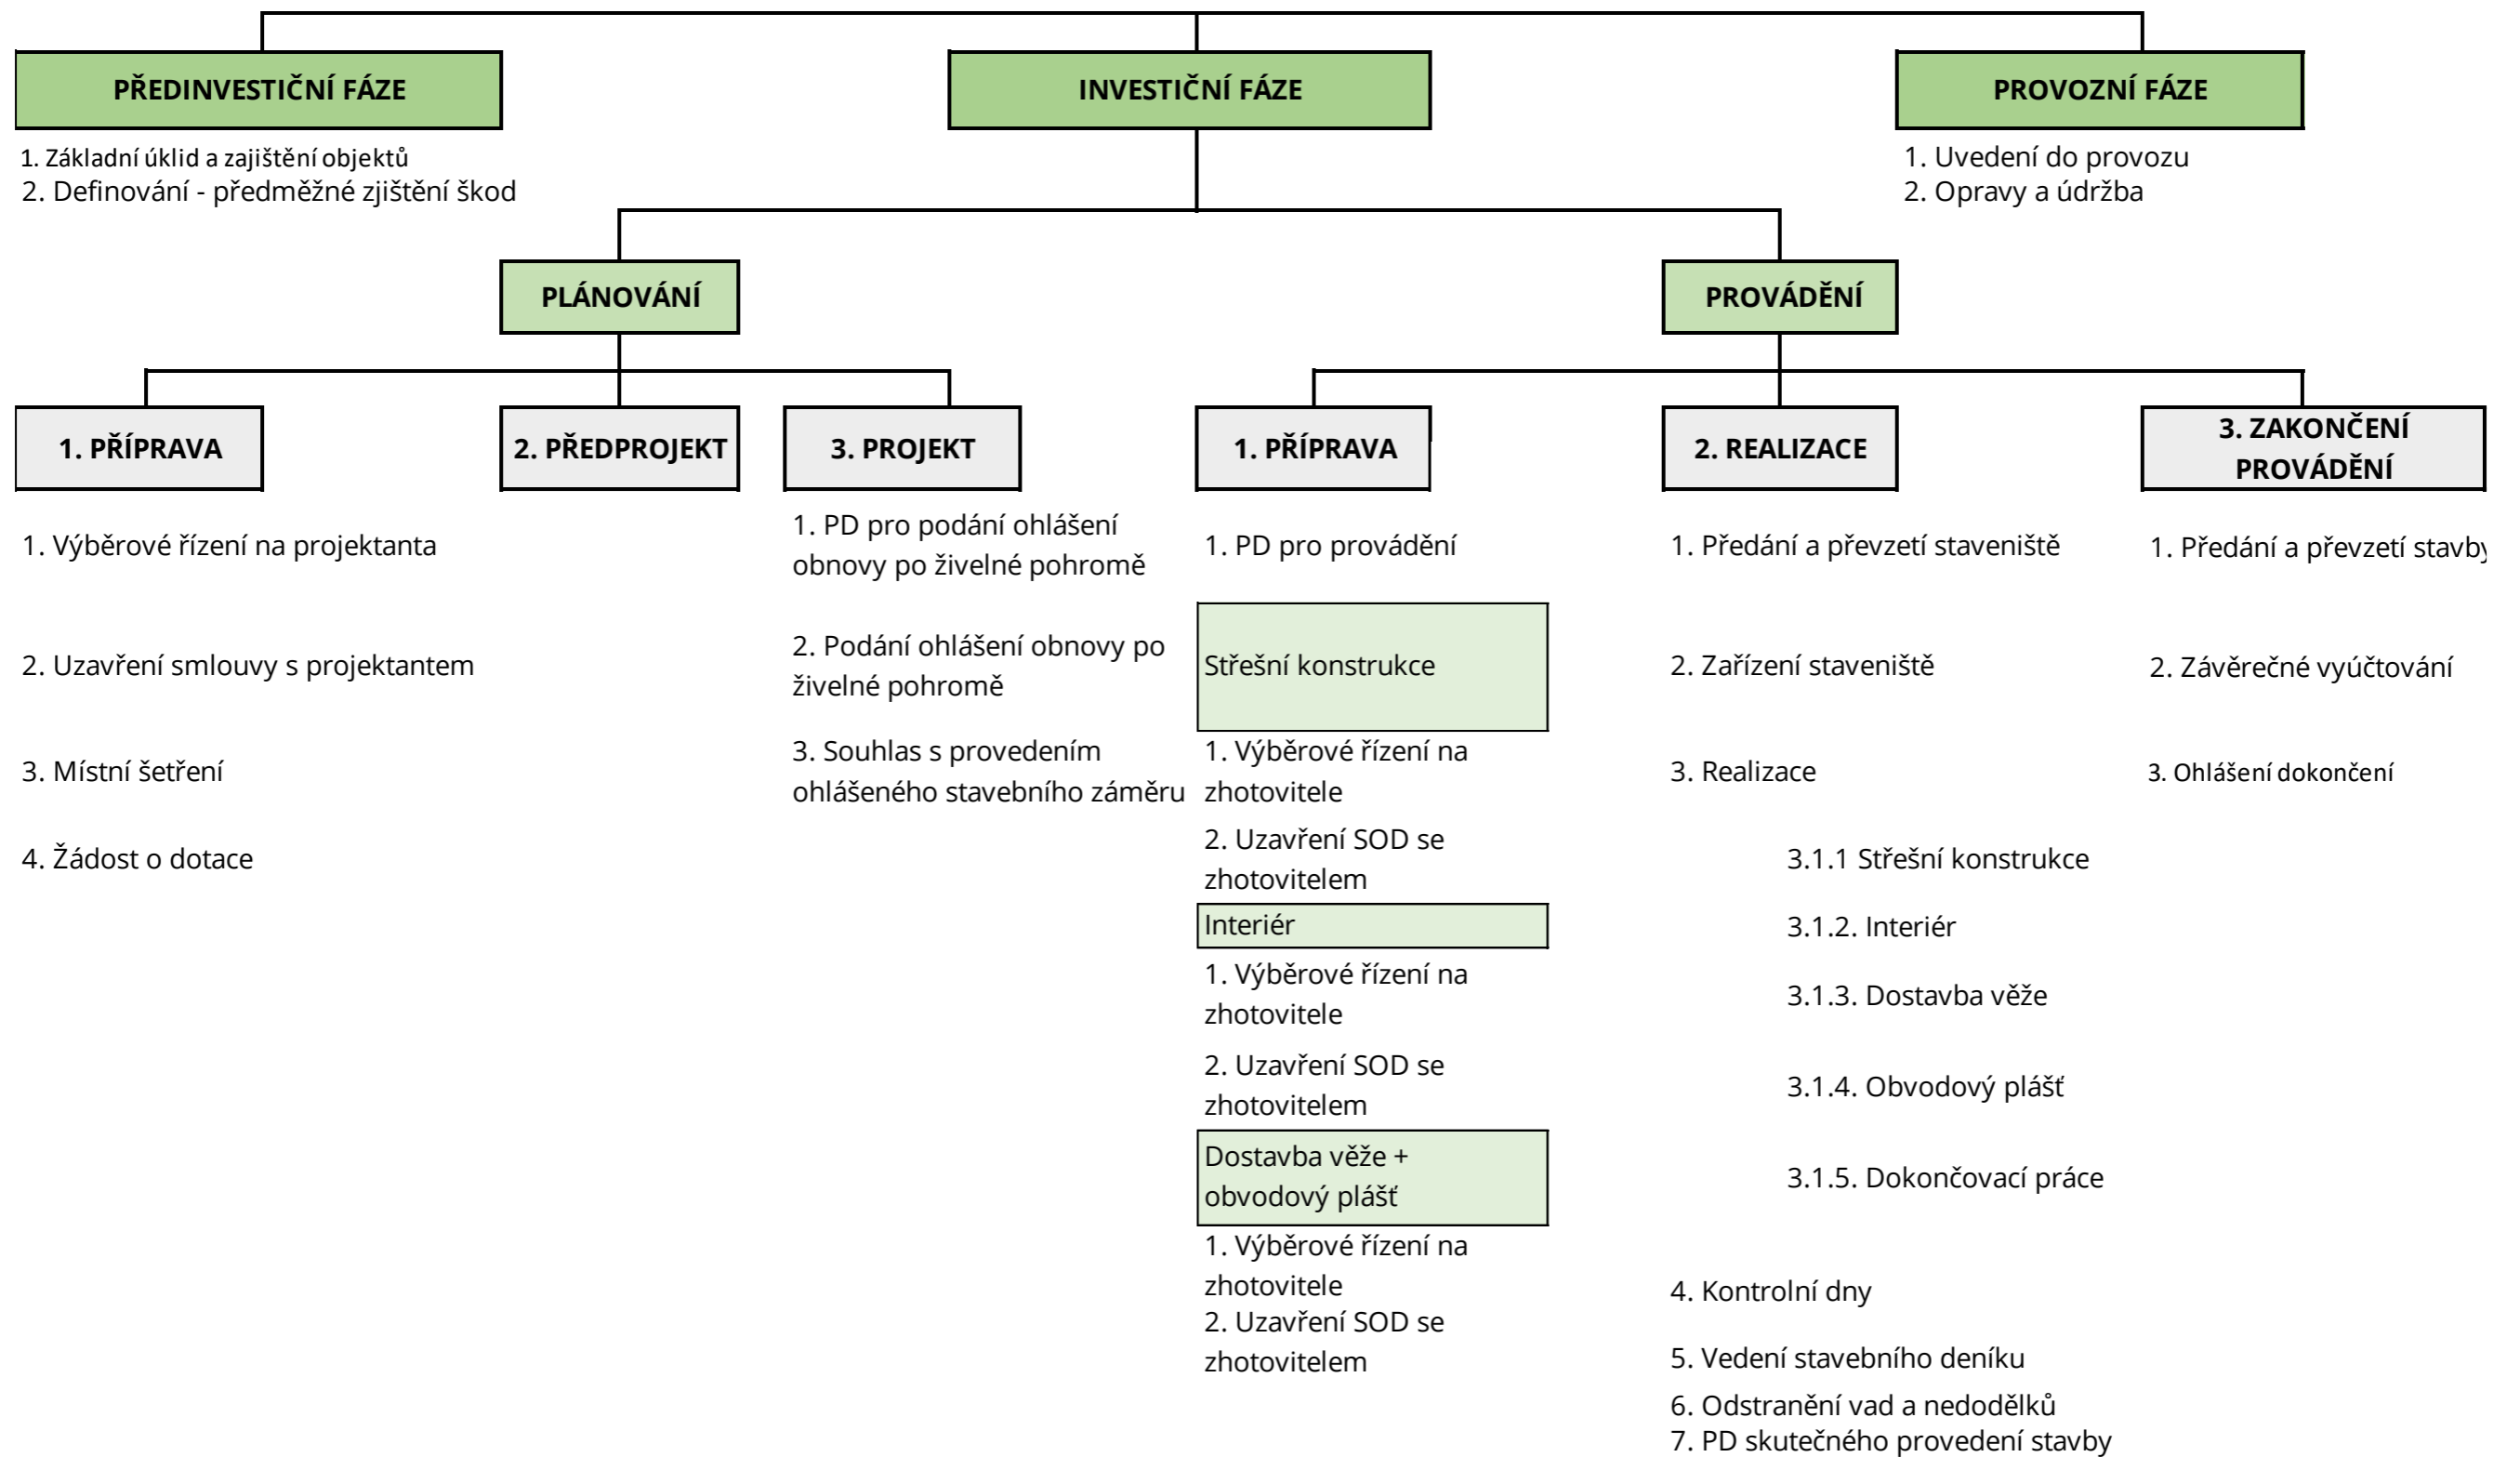 PŘEDINVESTIČNÍ FÁZE
INVESTIČNÍ FÁZE
PROVOZNÍ FÁZE
1. Základní úklid a zajištění objektů
2. Definování - předměžné zjištění škod
1. Uvedení do provozu
2. Opravy a údržba
PLÁNOVÁNÍ
PROVÁDĚNÍ
1. PŘÍPRAVA
2. PŘEDPROJEKT
3. PROJEKT
1. PŘÍPRAVA
2. REALIZACE
3. ZAKONČENÍ
PROVÁDĚNÍ
1. Výběrové řízení na projektanta
2. Uzavření smlouvy s projektantem
3. Místní šetření
4. Žádost o dotace
1. PD pro podání ohlášení
obnovy po živelné pohromě
2. Podání ohlášení obnovy po
živelné pohromě
3. Souhlas s provedením
ohlášeného stavebního záměru
1. PD pro provádění
Střešní konstrukce
1. Výběrové řízení na
zhotovitele
2. Uzavření SOD se
zhotovitelem
Interiér
1. Výběrové řízení na
zhotovitele
2. Uzavření SOD se
zhotovitelem
Dostavba věže +
obvodový plášť
1. Výběrové řízení na
zhotovitele
2. Uzavření SOD se
zhotovitelem
1. Předání a převzetí staveniště
2. Zařízení staveniště
3. Realizace
3.1.1 Střešní konstrukce
3.1.2. Interiér
3.1.3. Dostavba věže
3.1.4. Obvodový plášť
3.1.5. Dokončovací práce
4. Kontrolní dny
5. Vedení stavebního deníku
6. Odstranění vad a nedodělků
7. PD skutečného provedení stavby
1. Předání a převzetí stavby
2. Závěrečné vyúčtování
3. Ohlášení dokončení